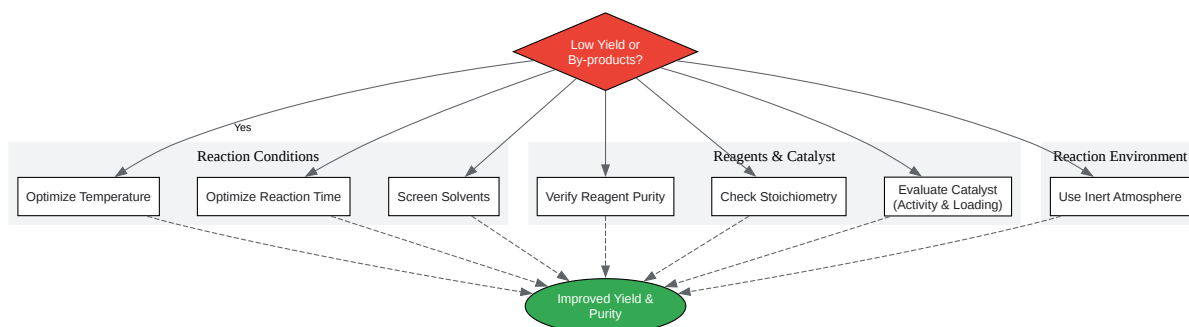 Low Yield or
By-products?
Yes
Reaction Conditions
Reagents & Catalyst
Reaction Environment
Optimize Temperature
Optimize Reaction Time
Screen Solvents
Verify Reagent Purity
Check Stoichiometry
Evaluate Catalyst
(Activity & Loading)
Use Inert Atmosphere
Improved Yield &
Purity